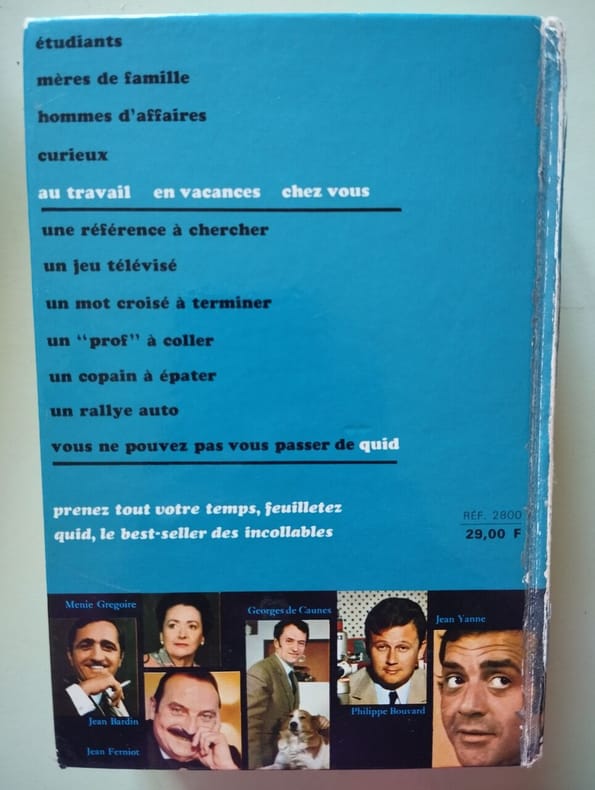 étudiants
mères de famille
hommes d'affaires
curieux
au travail en vacances chez vous
une référence à chercher
un jeu télévisé
un mot croisé à terminer
un "prof" à coller
un copain à épater
un rallye auto
vous ne pouvez pas vous passer de quid
prenez tout votre temps, feuilletez
quid, le best-seller des incollables
RÉF. 2800
29,00 F
Menie Gregoire
Georges de Caunes
Jean Yanne
Jean Bardin
Philippe Bouvard
Jean Ferniot